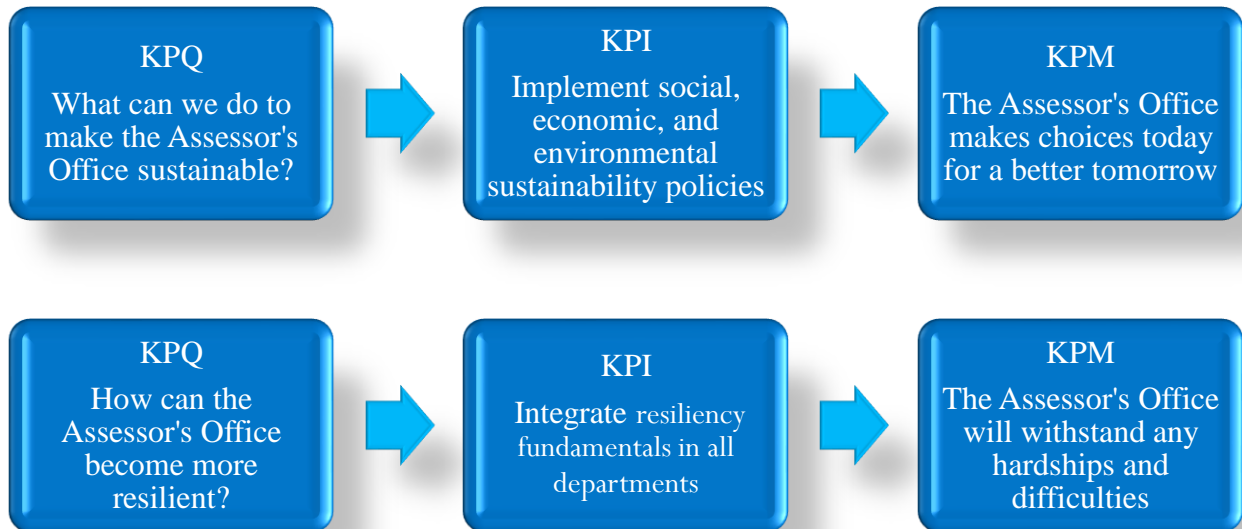 KPQ
What can we do to
make the Assessor's
Office sustainable?
KPI
Implement social,
economic, and
environmental
sustainability policies
KPM
The Assessor's Office
makes choices today
for a better tomorrow
KPQ
How can the
Assessor's Office
become more
resilient?
KPI
Integrate resiliency
fundamentals in all
departments
KPM
The Assessor's Office
will withstand any
hardships and
difficulties